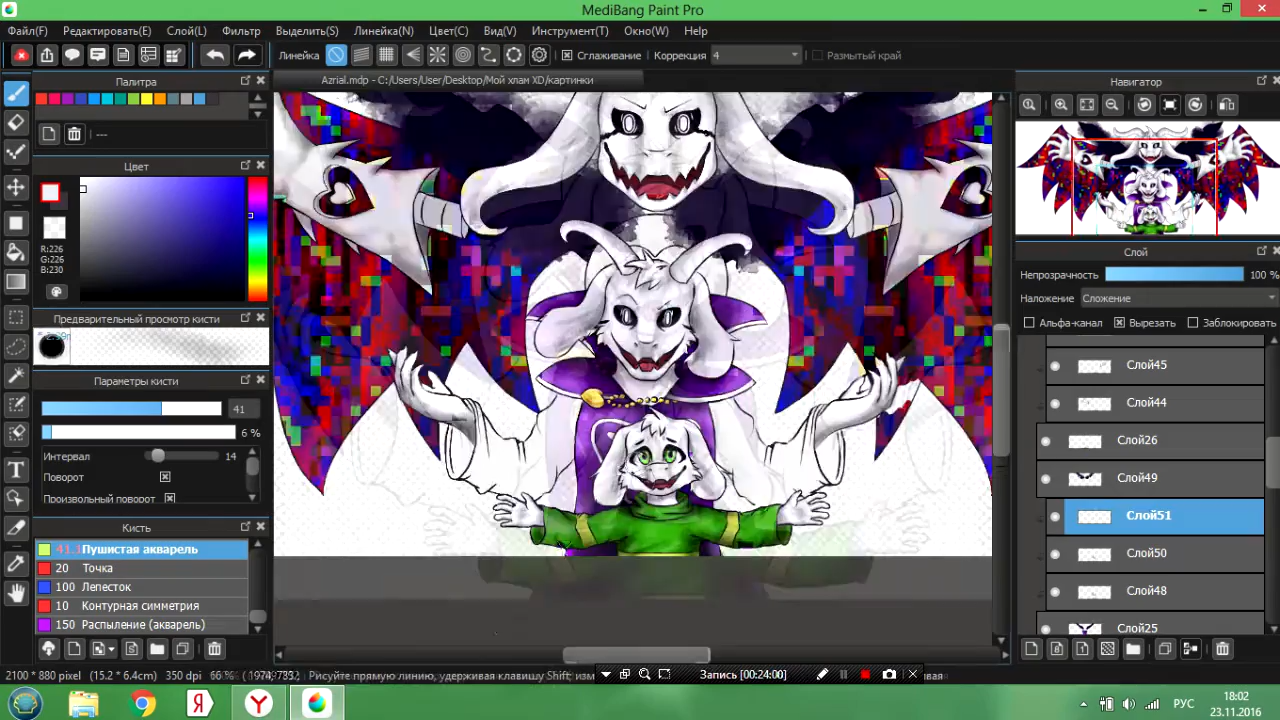 MediBang Paint Pro
Файл(F) Редактировать(E) Слой(L) Фильтр Выделить(S) Линейка(N) Цвет(C) Вид(V) Инструмент(T) Окно(W) Help
Линейка Сглаживание Коррекция 4 Размытый край
Палитра
Azrial.mdp - C:/Users/User/Desktop/Мой хлам XD/картинки
Навигатор
---
Цвет
R:226
G:226
B:230
Слой
Непрозрачность 100 %
Наложение Сложение
Альфа-канал Вырезать Заблокировать
Предварительный просмотр кисти
Параметры кисти
41
6 %
Интервал 14
Поворот
Произвольный поворот
Слой45
Слой44
Слой26
Слой49
Слой51
Слой50
Слой48
Слой25
Кисть
41.1 Пушистая акварель
20 Точка
100 Лепесток
10 Контурная симметрия
150 Распыление (акварель)
2100 * 880 pixel (15.2 * 6.4cm) 350 dpi Рисуйте прямую линию, удерживая клавишу Shift;
Запись [00:24:00]
РУС
18:02
23.11.2016